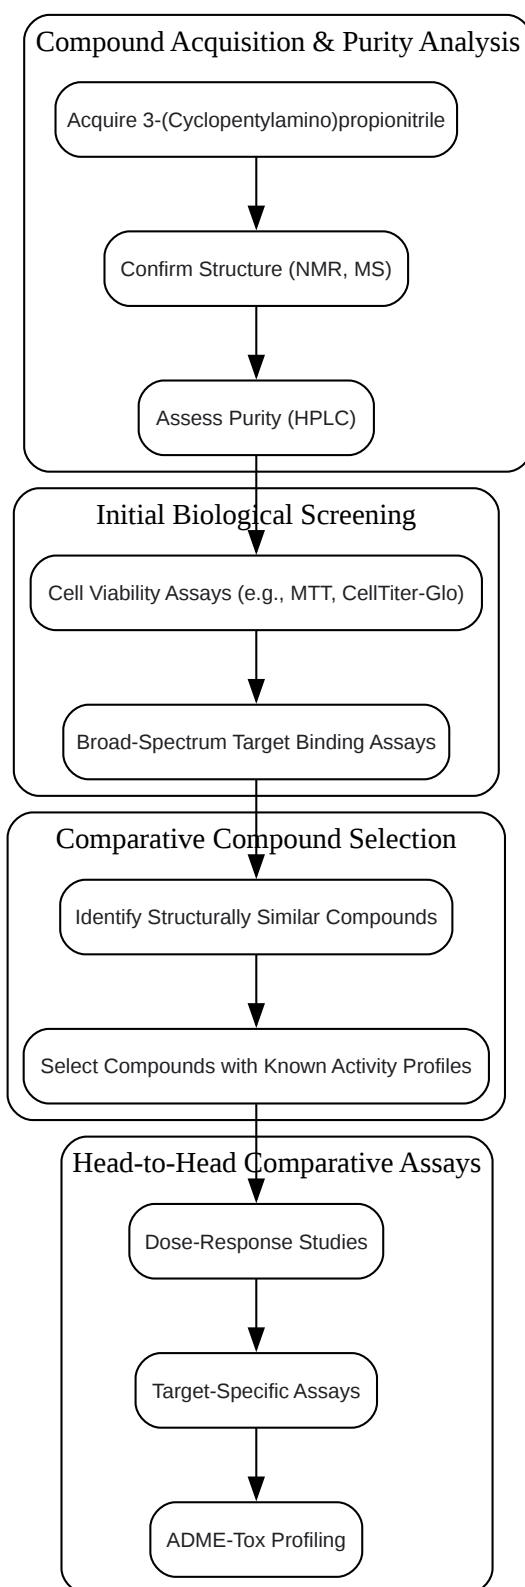 Compound Acquisition & Purity Analysis
Acquire 3-(Cyclopentylamino)propionitrile
Confirm Structure (NMR, MS)
Assess Purity (HPLC)
Initial Biological Screening
Cell Viability Assays (e.g., MTT, CellTiter-Glo)
Broad-Spectrum Target Binding Assays
Comparative Compound Selection
Identify Structurally Similar Compounds
Select Compounds with Known Activity Profiles
Head-to-Head Comparative Assays
Dose-Response Studies
Target-Specific Assays
ADME-Tox Profiling